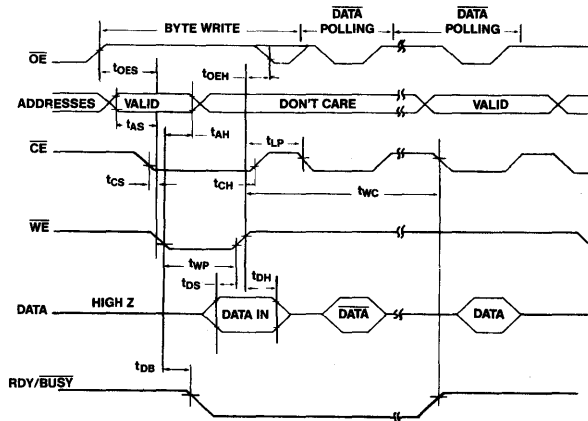 BYTE WRITE
DATA POLLING
DATA POLLING
OE
tOES
tOEH
ADDRESSES
VALID
DON'T CARE
VALID
tAS
tAH
CE
tLP
tCS
tCH
tWC
WE
tWP
tDS
tDH
DATA
HIGH Z
DATA IN
DATA
DATA
tDB
RDY/BUSY